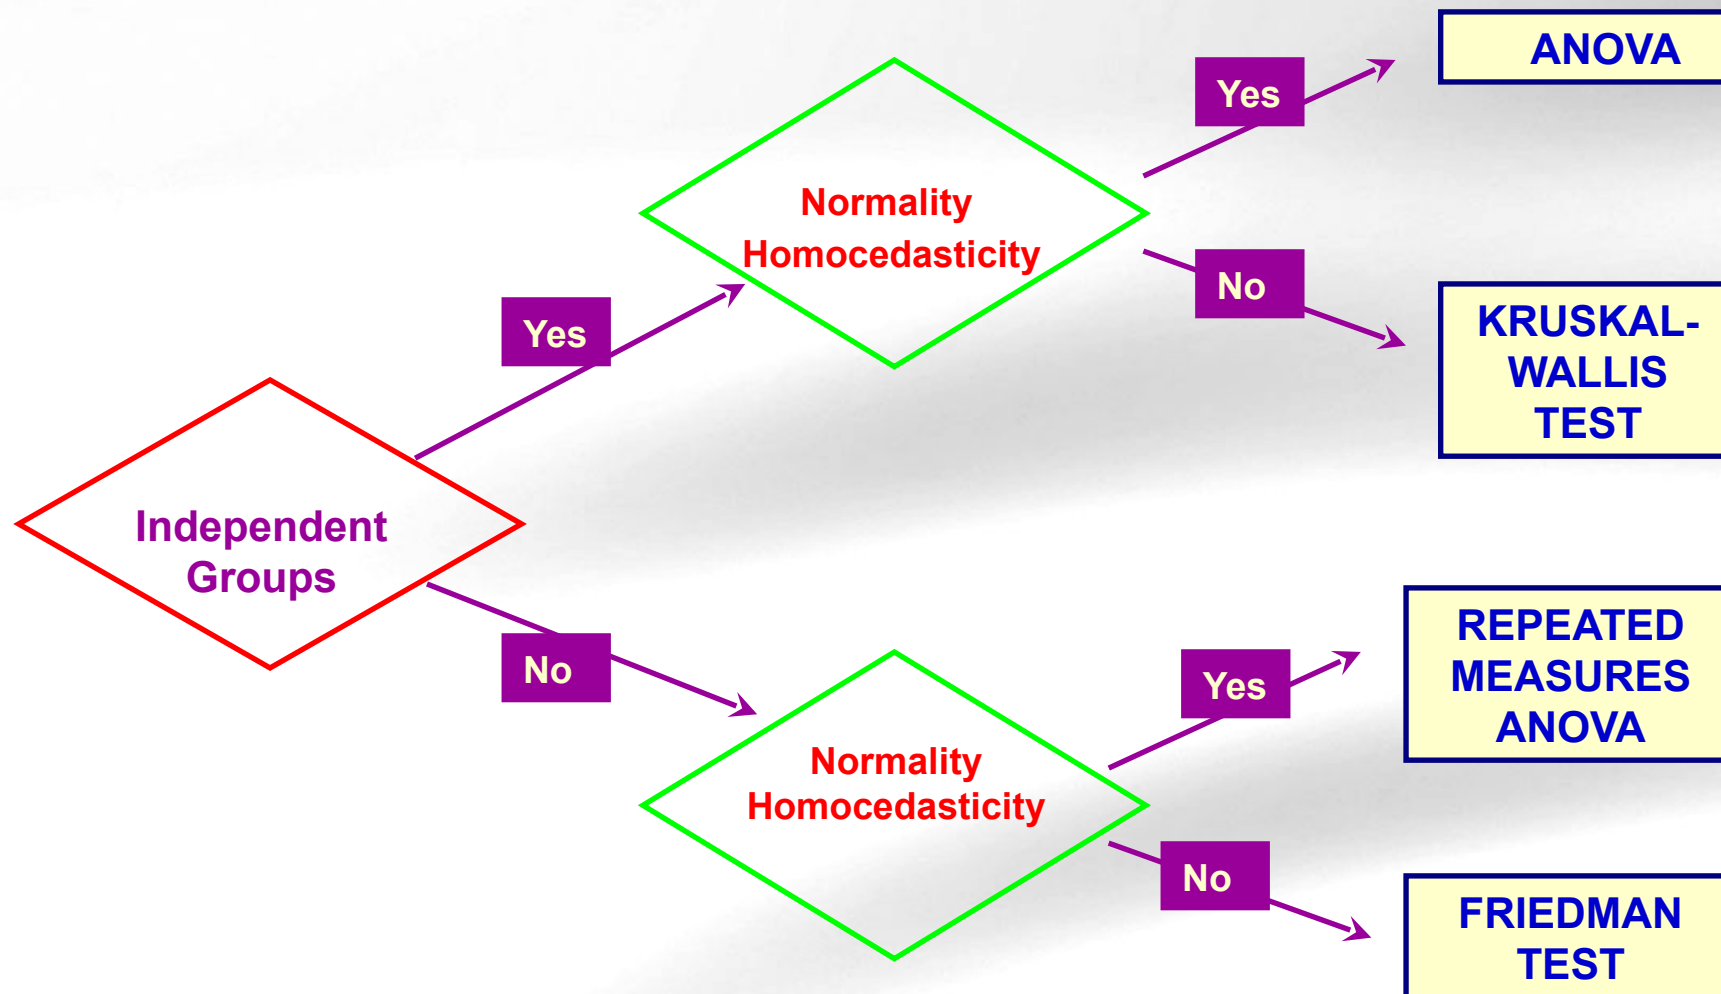 Independent
Groups
Yes
Normality
Homocedasticity
Yes
ANOVA
No
KRUSKAL-
WALLIS
TEST
No
Normality
Homocedasticity
Yes
REPEATED
MEASURES
ANOVA
No
FRIEDMAN
TEST